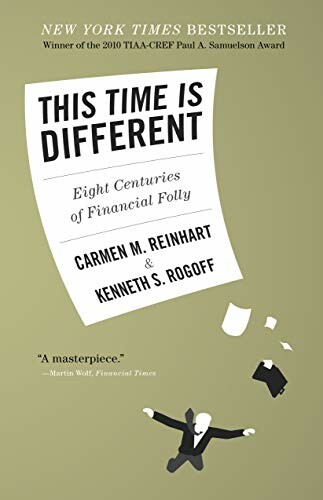 NEW YORK TIMES BESTSELLER
Winner of the 2010 TIAA-CREF Paul A. Samuelson Award
THIS TIME IS
DIFFERENT
Eight Centuries
of Financial Folly
CARMEN M. REINHART
&
KENNETH S. ROGOFF
“A masterpiece.”
—Martin Wolf, Financial Times